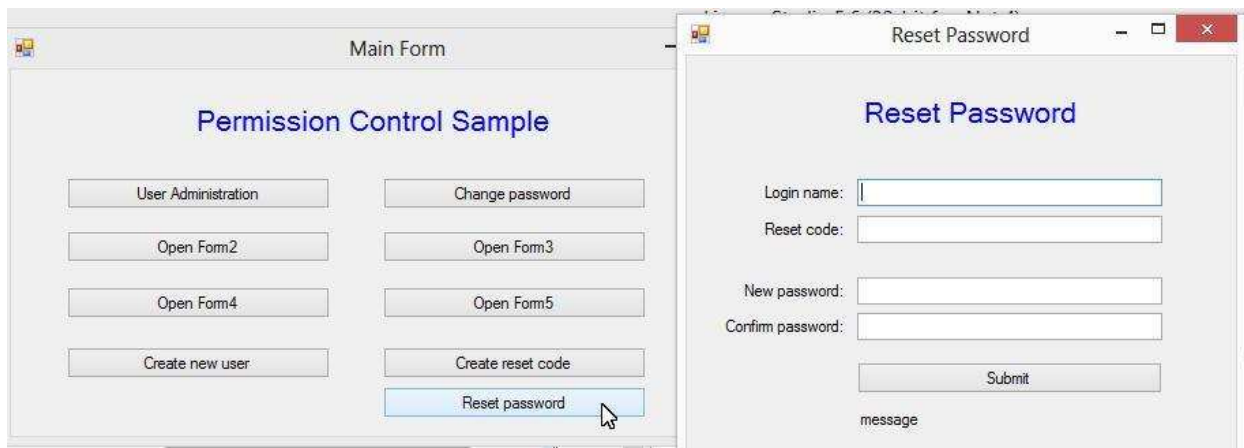 Main Form
Permission Control Sample
User Administration
Change password
Open Form2
Open Form3
Open Form4
Open Form5
Create new user
Create reset code
Reset password
Reset Password
Reset Password
Login name:
Reset code:
New password:
Confirm password:
Submit
message